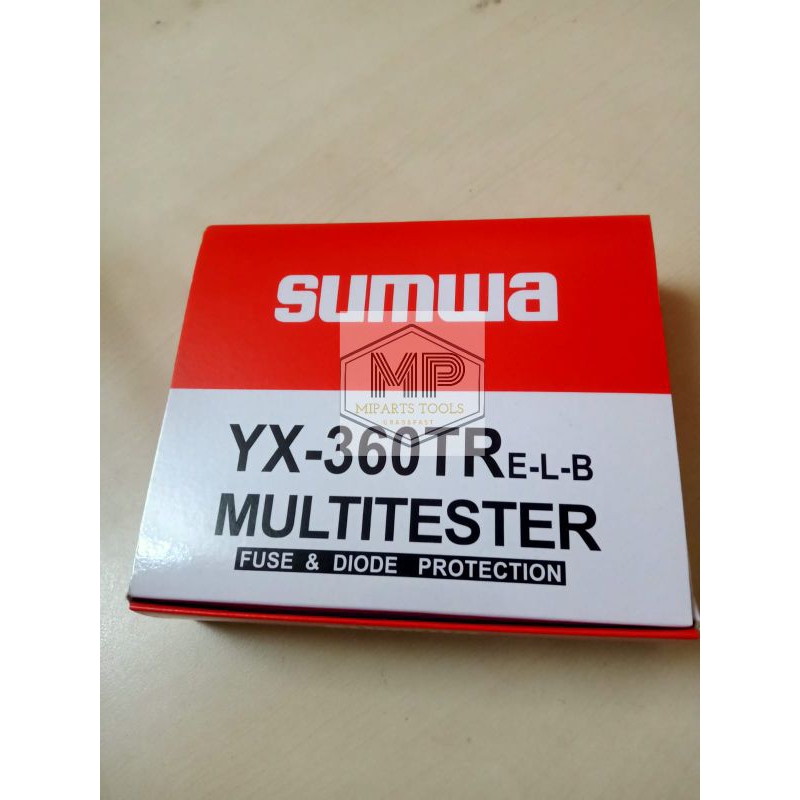 sumwa
MP
MIPARTS TOOLS
YX-360TRE-L-B
MULTITESTER
FUSE & DIODE PROTECTION